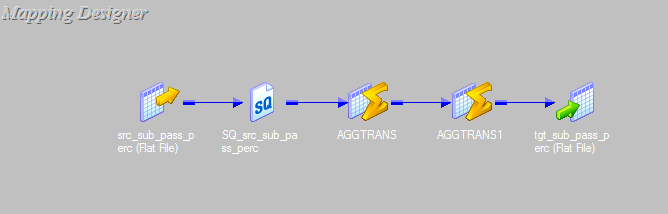 Mapping Designer
SQ
src_sub_pass_p
erc (Flat File)
SQ_src_sub_pa
ss_perc
AGGTRANS
AGGTRANS1
tgt_sub_pass_p
erc (Flat File)